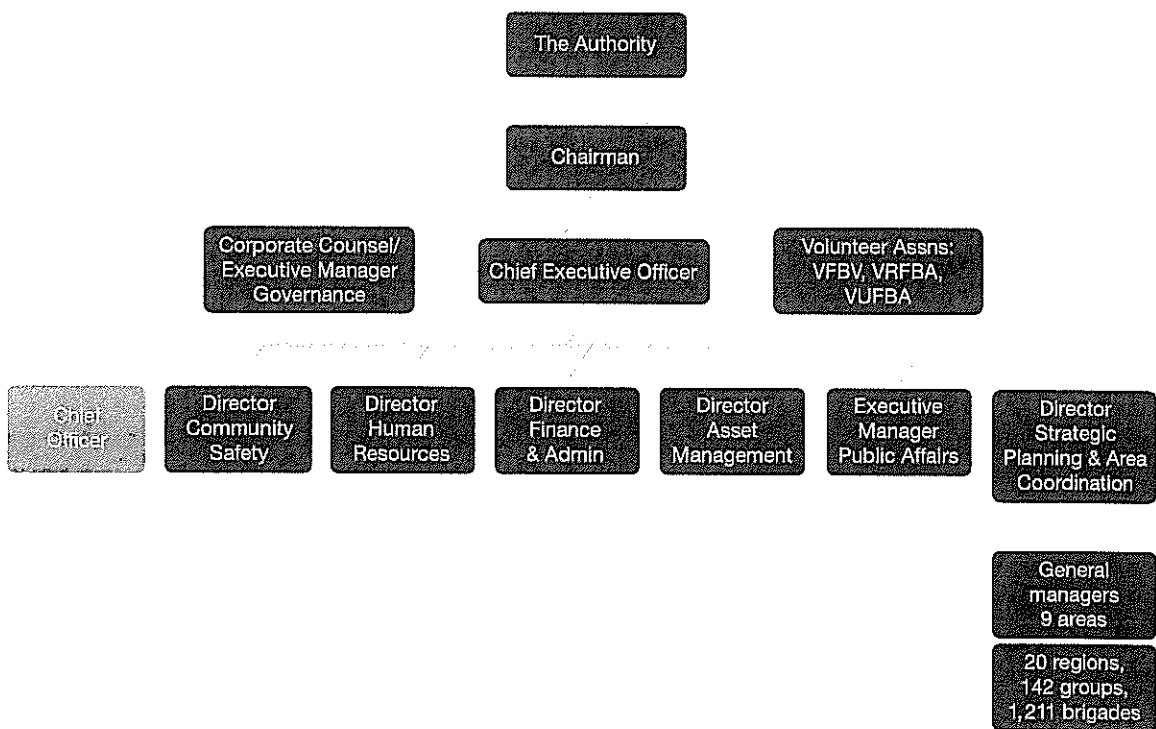 The Authority
Chairman
Corporate Counsel/
Executive Manager
Governance
Chief Executive Officer
Volunteer Assns:
VFBV, VRFBA,
VUFBA
Chief
Officer
Director
Community
Safety
Director
Human
Resources
Director
Finance
& Admin
Director
Asset
Management
Executive
Manager
Public Affairs
Director
Strategic
Planning & Area
Coordination
General
managers
9 areas
20 regions,
142 groups,
1,211 brigades